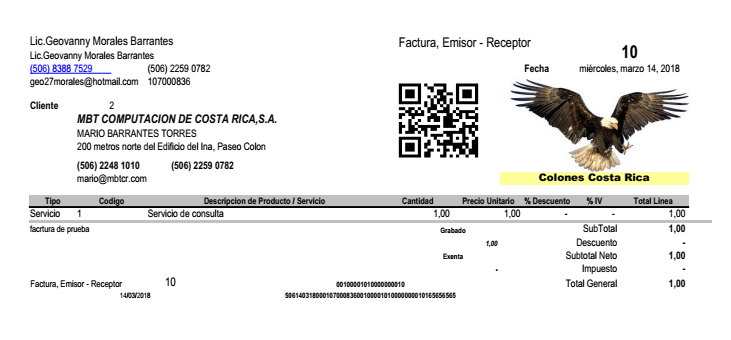 Lic.Geovanny Morales Barrantes
Lic.Geovanny Morales Barrantes
(506) 8388 7529 (506) 2259 0782
geo27morales@hotmail.com 107000836
Factura, Emisor - Receptor
10
Fecha miércoles, marzo 14, 2018
Cliente 2
MBT COMPUTACION DE COSTA RICA,S.A.
MARIO BARRANTES TORRES
200 metros norte del Edificio del Ina, Paseo Colon
(506) 2248 1010 (506) 2259 0782
mario@mbtcr.com
Colones Costa Rica
Tipo Codigo Descripcion de Producto / Servicio Cantidad Precio Unitario % Descuento % IV Total Linea
Servicio 1 Servicio de consulta 1,00 1,00 - - 1,00
facrtura de prueba Grabado SubTotal 1,00
1,00 Descuento -
Exenta Subtotal Neto 1,00
- Impuesto -
Factura, Emisor - Receptor 10 00100001010000000010 Total General 1,00
14/03/2018 50614031800010700083600100001010000000010165656565